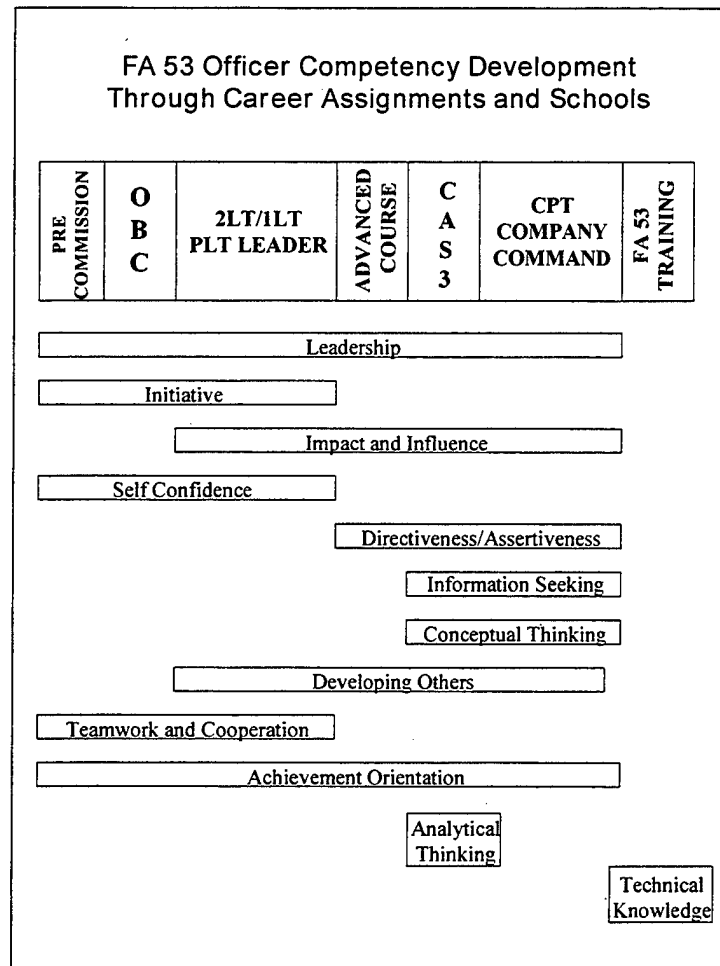 FA 53 Officer Competency Development
Through Career Assignments and Schools
PRE
COMMISSION
O
B
C
2LT/1LT
PLT LEADER
ADVANCED
COURSE
C
A
S
3
CPT
COMPANY
COMMAND
FA 53
TRAINING
Leadership
Initiative
Impact and Influence
Self Confidence
Directiveness/Assertiveness
Information Seeking
Conceptual Thinking
Developing Others
Teamwork and Cooperation
Achievement Orientation
Analytical
Thinking
Technical
Knowledge